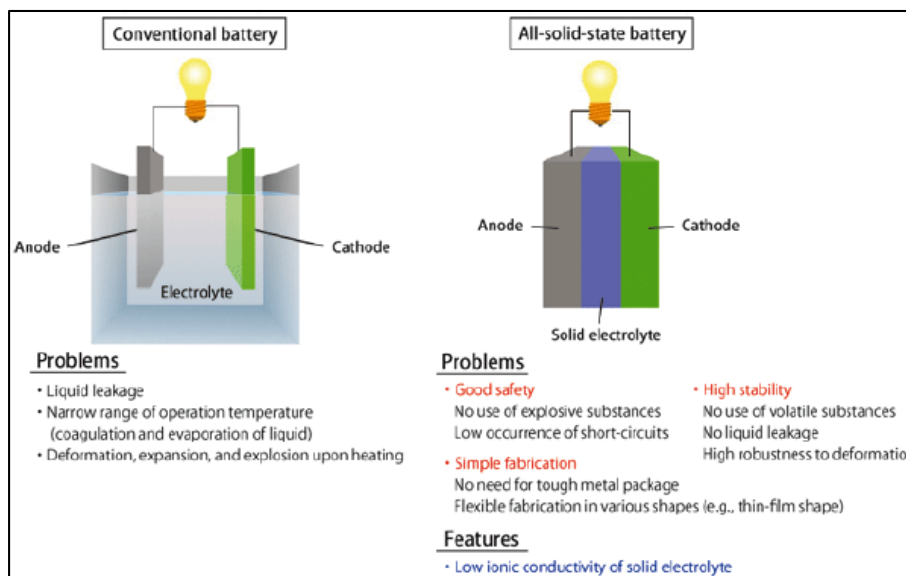 Conventional battery
Anode
Cathode
Electrolyte
Problems
• Liquid leakage
• Narrow range of operation temperature
(coagulation and evaporation of liquid)
• Deformation, expansion, and explosion upon heating
All-solid-state battery
Anode
Cathode
Solid electrolyte
Problems
• Good safety
No use of explosive substances
Low occurrence of short-circuits
• Simple fabrication
No need for tough metal package
Flexible fabrication in various shapes (e.g., thin-film shape)
• High stability
No use of volatile substances
No liquid leakage
High robustness to deformatio
Features
• Low ionic conductivity of solid electrolyte